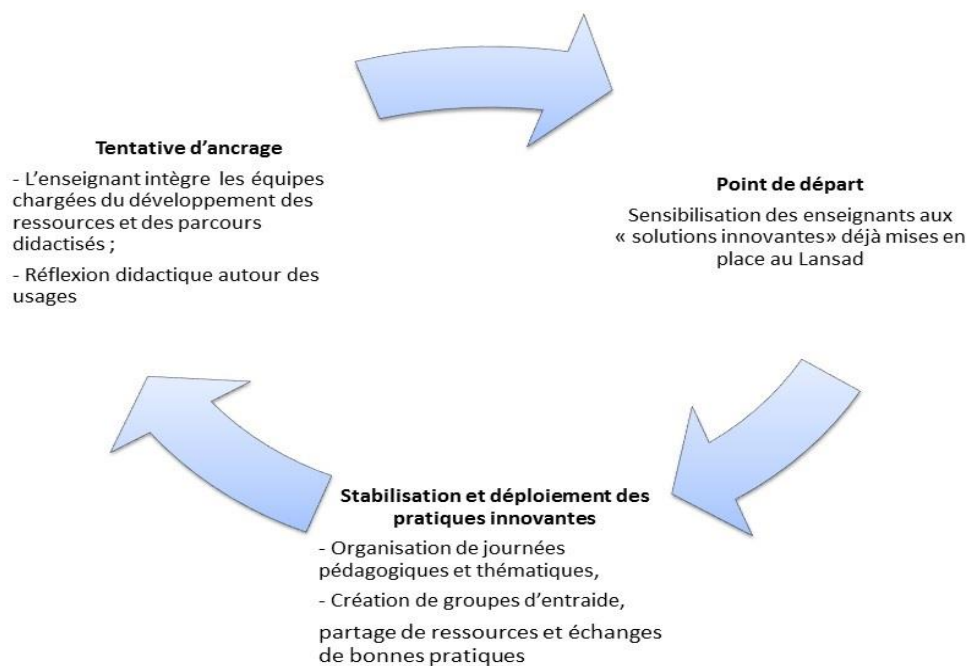 Tentative d’ancrage
- L’enseignant intègre les équipes
chargées du développement des
ressources et des parcours
didactisés ;
- Réflexion didactique autour des
usages
Point de départ
Sensibilisation des enseignants aux
« solutions innovantes» déjà mises en
place au Lansad
Stabilisation et déploiement des
pratiques innovantes
- Organisation de journées
pédagogiques et thématiques,
- Création de groupes d’entraide,
partage de ressources et échanges
de bonnes pratiques